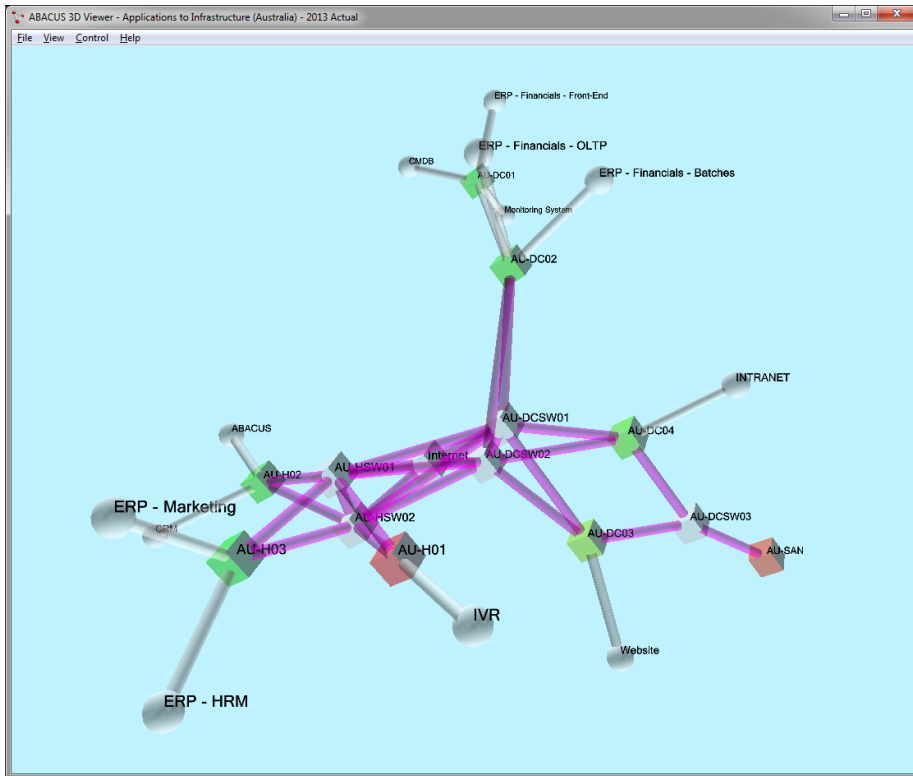 ABACUS 3D Viewer - Applications to Infrastructure (Australia) - 2013 Actual
File View Control Help
ERP - Financials - Front-End
ERP - Financials - OLTP
CMDB
ERP - Financials - Batches
AU-DC01
Monitoring System
AU-DC02
INTRANET
AU-DCSW01
ABACUS
AU-DC04
Internet
AU-DCSW02
AU-HSW01
AU-H02
ERP - Marketing
AU-HSW02
AU-DCSW03
CRM
AU-DC03
AU-H03
AU-H01
AU-SAN
IVR
Website
ERP - HRM